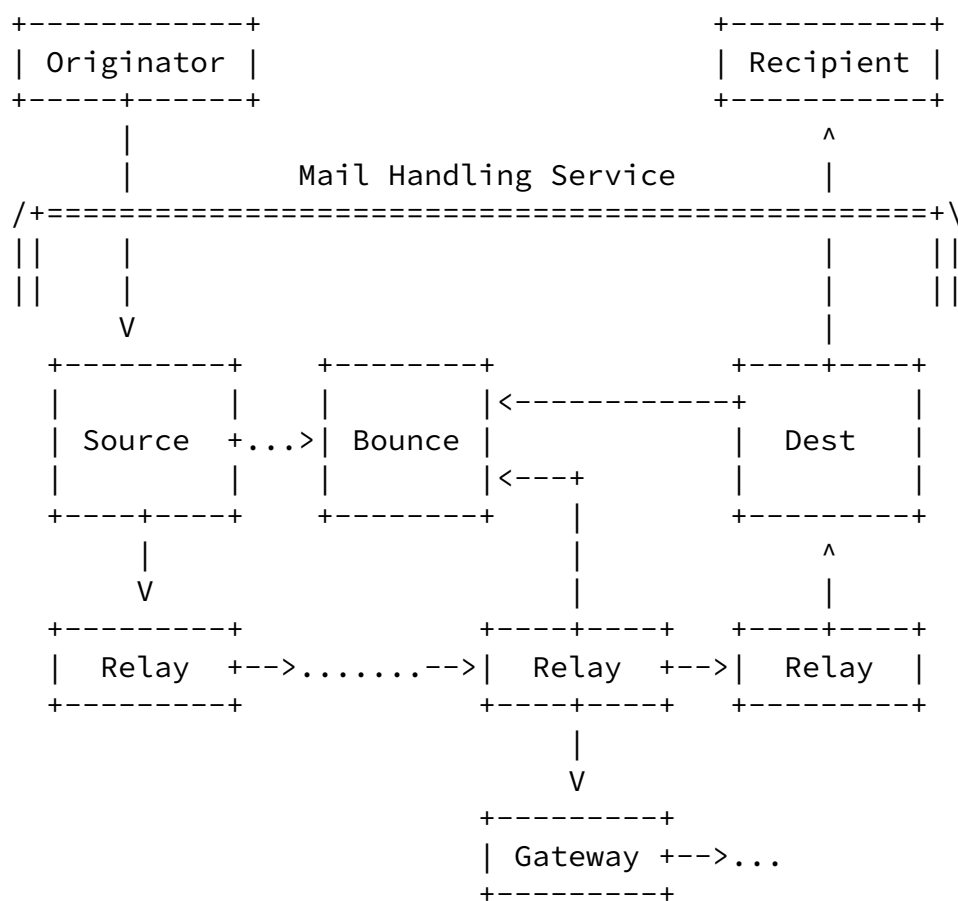 Originator Recipient
Mail Handling Service
Source Bounce Dest
Relay Relay Relay
Gateway